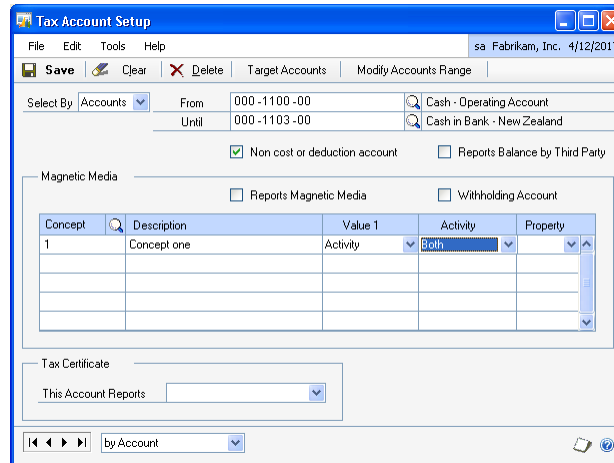 Tax Account Setup
File Edit Tools Help sa Fabrikam, Inc. 4/12/201
Save Clear Delete Target Accounts Modify Accounts Range
Select By Accounts From 000 -1100 -00 Cash - Operating Account
Until 000 -1103 -00 Cash in Bank - New Zealand
Non cost or deduction account Reports Balance by Third Party
Magnetic Media
Reports Magnetic Media Withholding Account
Concept Description Value 1 Activity Property
1 Concept one Activity Both
Tax Certificate
This Account Reports
by Account